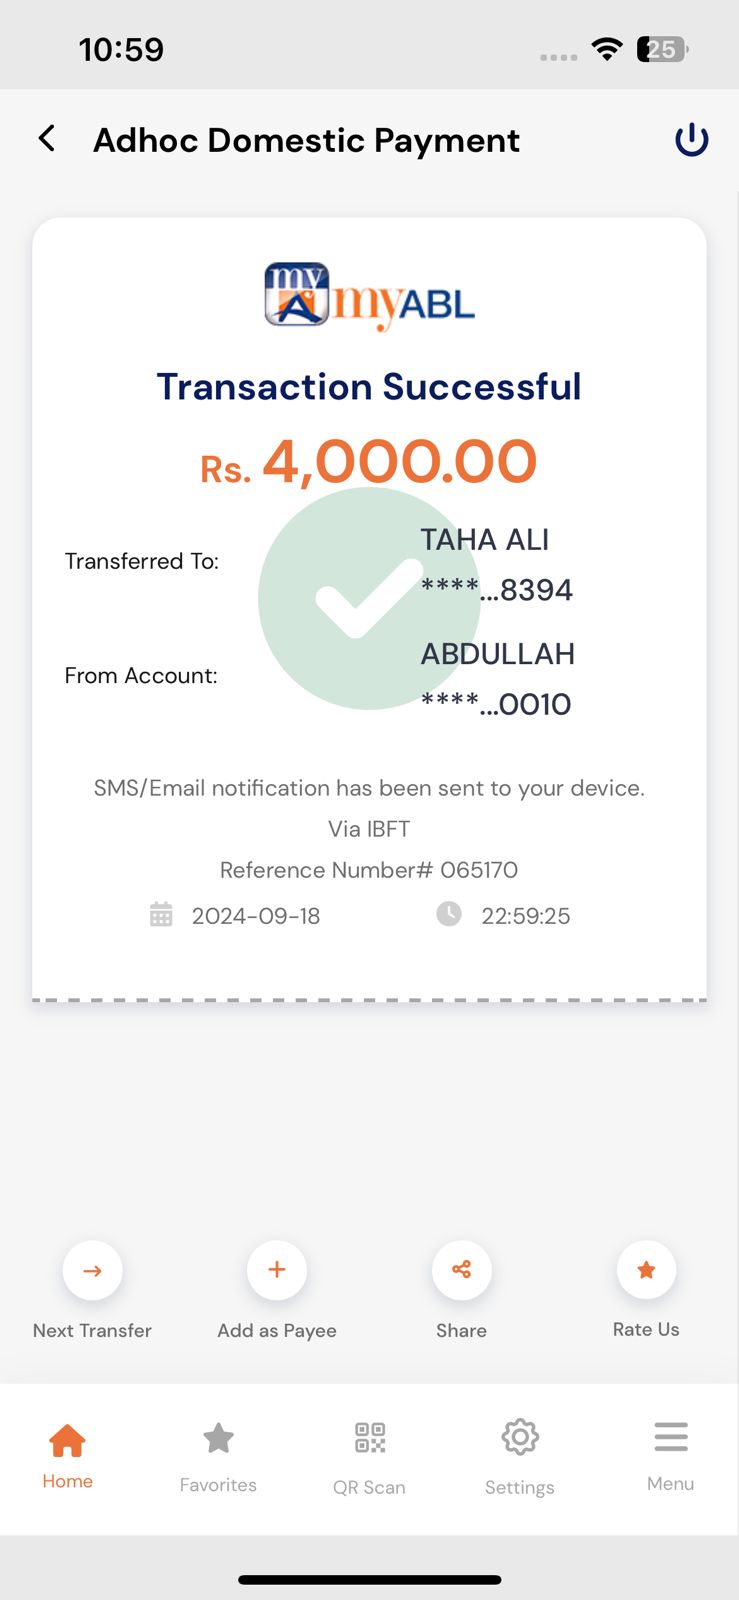 10:59
25
Adhoc Domestic Payment
my
A
myABL
Transaction Successful
Rs. 4,000.00
Transferred To:
TAHA ALI
****...8394
From Account:
ABDULLAH
****...0010
SMS/Email notification has been sent to your device.
Via IBFT
Reference Number# 065170
2024-09-18 22:59:25
Next Transfer Add as Payee Share Rate Us
Home Favorites QR Scan Settings Menu